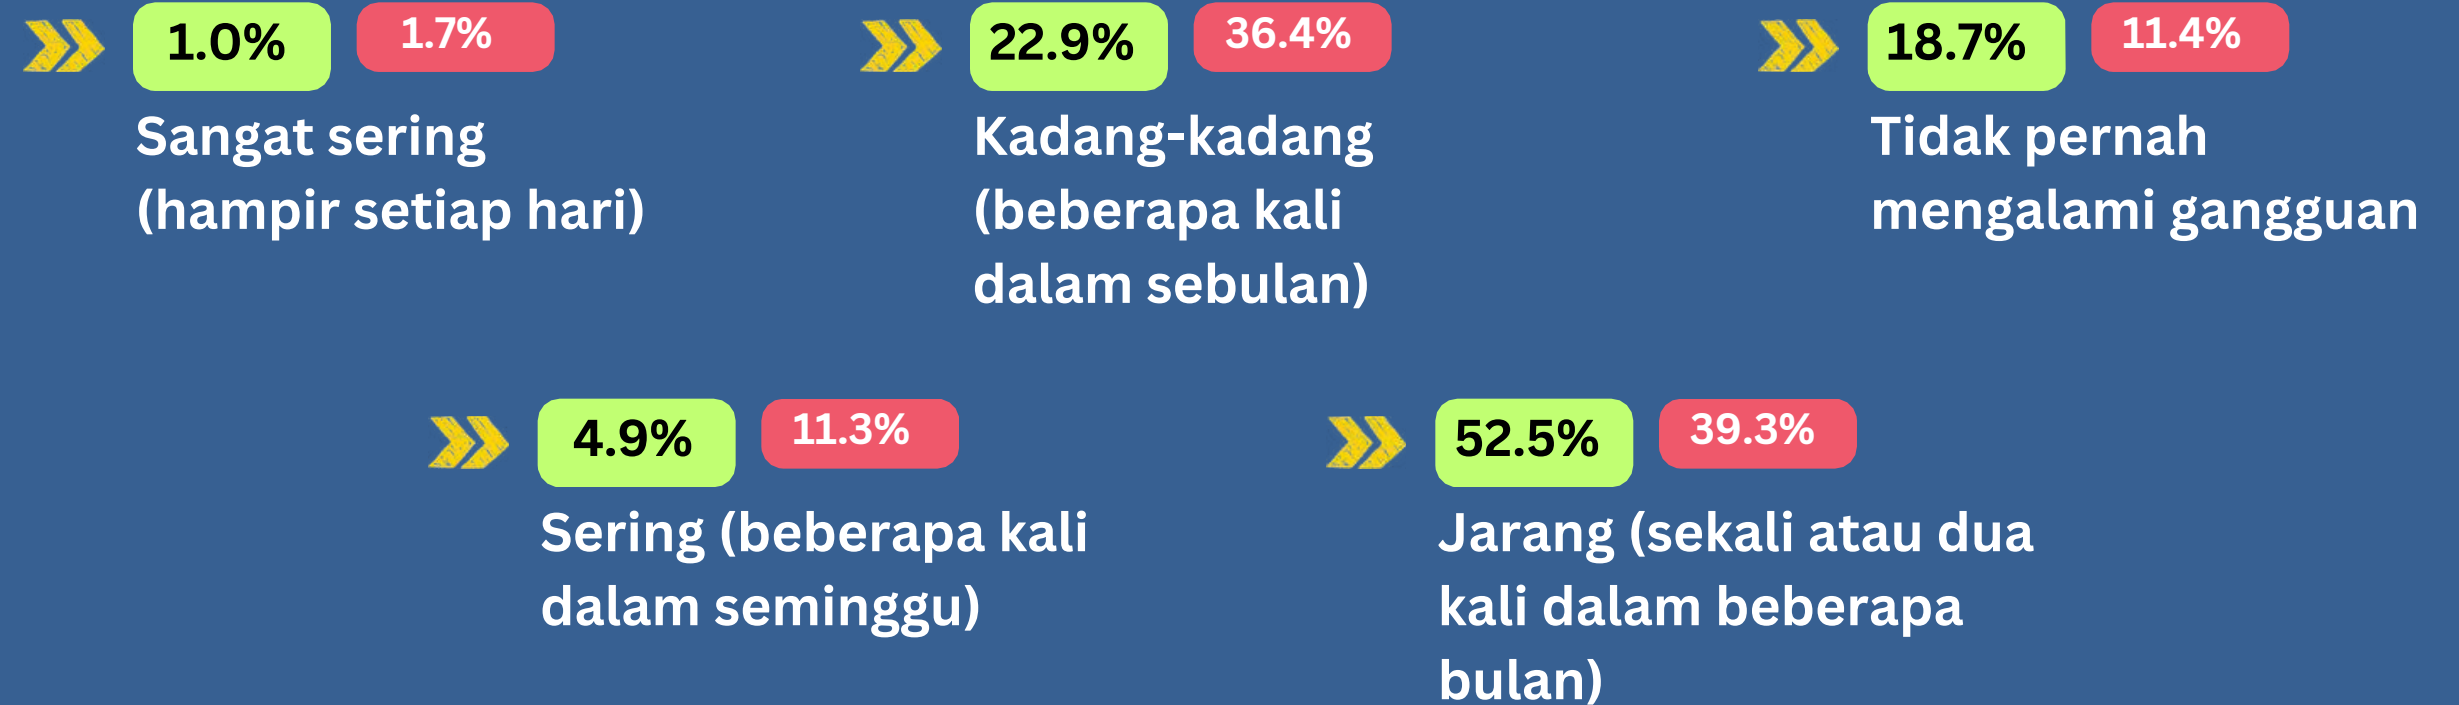 1.0% 1.7%
Sangat sering
(hampir setiap hari)
22.9% 36.4%
Kadang-kadang
(beberapa kali
dalam sebulan)
18.7% 11.4%
Tidak pernah
mengalami gangguan
4.9% 11.3%
Sering (beberapa kali
dalam seminggu)
52.5% 39.3%
Jarang (sekali atau dua
kali dalam beberapa
bulan)